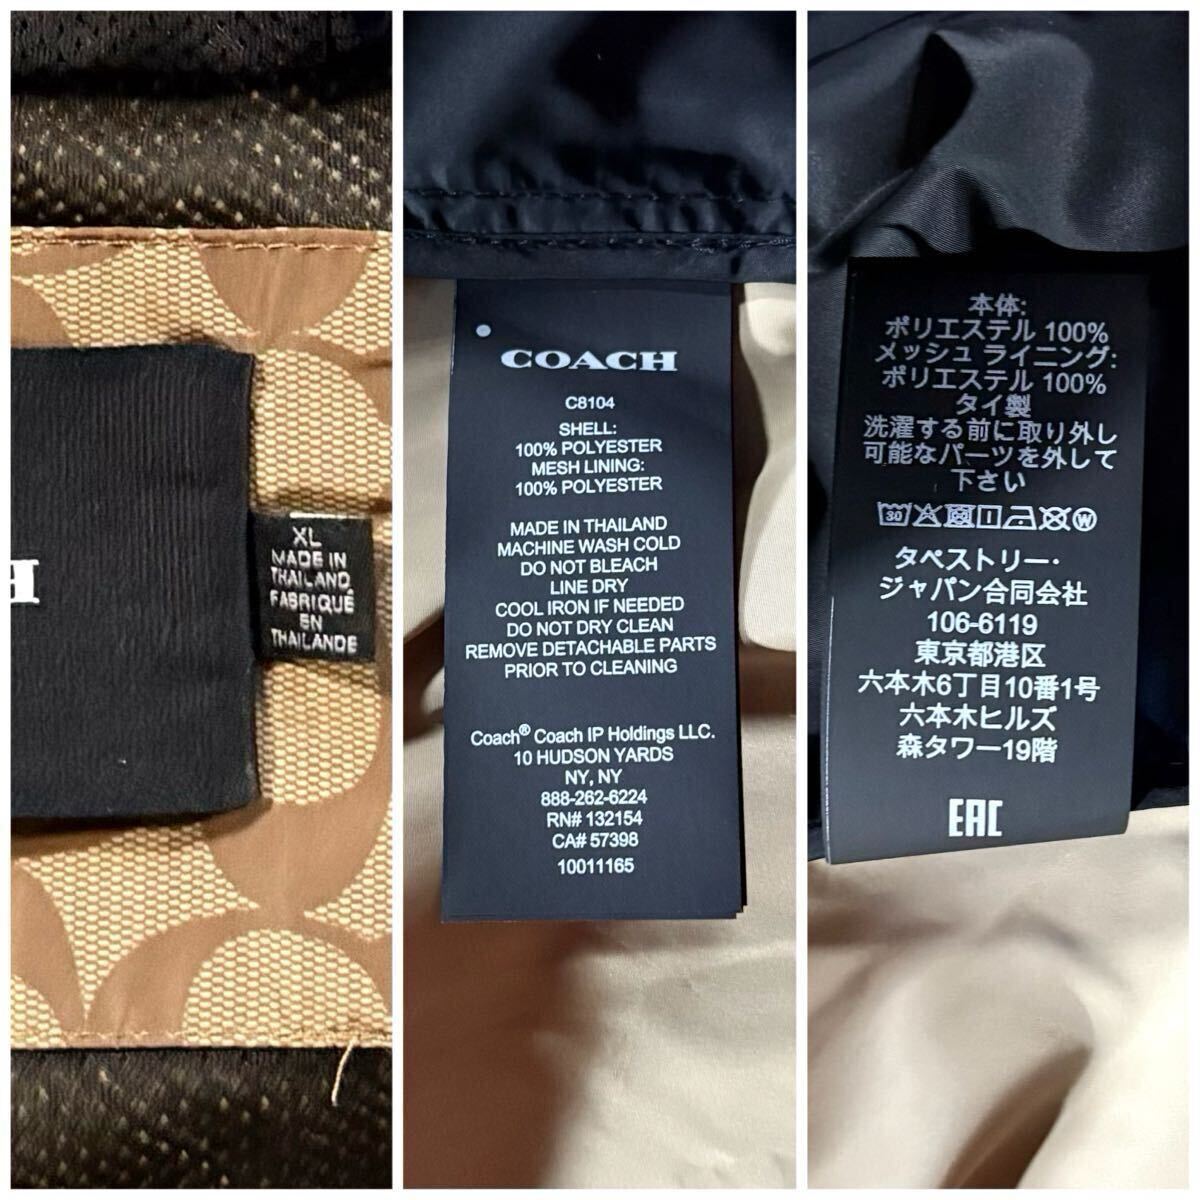 XL
MADE IN
THAILAND
FABRIQUÉ
EN
THAILANDE
COACH
C8104
SHELL:
100% POLYESTER
MESH LINING:
100% POLYESTER
MADE IN THAILAND
MACHINE WASH COLD
DO NOT BLEACH
LINE DRY
COOL IRON IF NEEDED
DO NOT DRY CLEAN
REMOVE DETACHABLE PARTS
PRIOR TO CLEANING
Coach® Coach IP Holdings LLC.
10 HUDSON YARDS
NY, NY
888-262-6224
RN# 132154
CA# 57398
10011165
本体:
ポリエステル 100%
メッシュ ライニング:
ポリエステル 100%
タイ製
洗濯する前に取り外し
可能なパーツを外して
下さい
30 W
タペストリー・
ジャパン合同会社
106-6119
東京都港区
六本木6丁目10番1号
六本木ヒルズ
森タワー19階
EAC